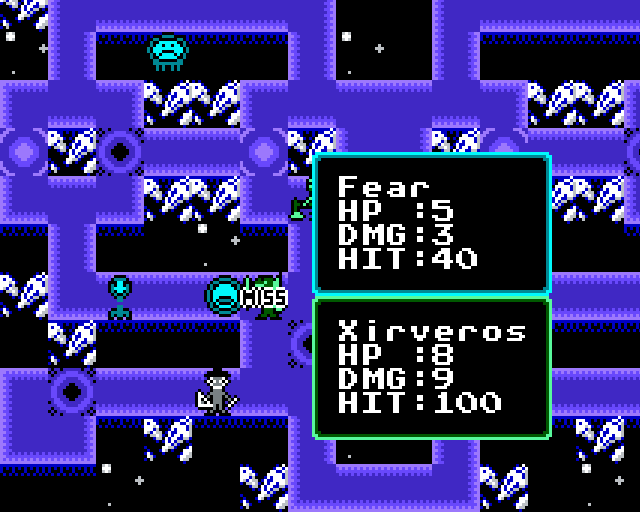 Fear
HP :5
DMG:3
HIT:40
MISS
Xirveros
HP :8
DMG:9
HIT:100